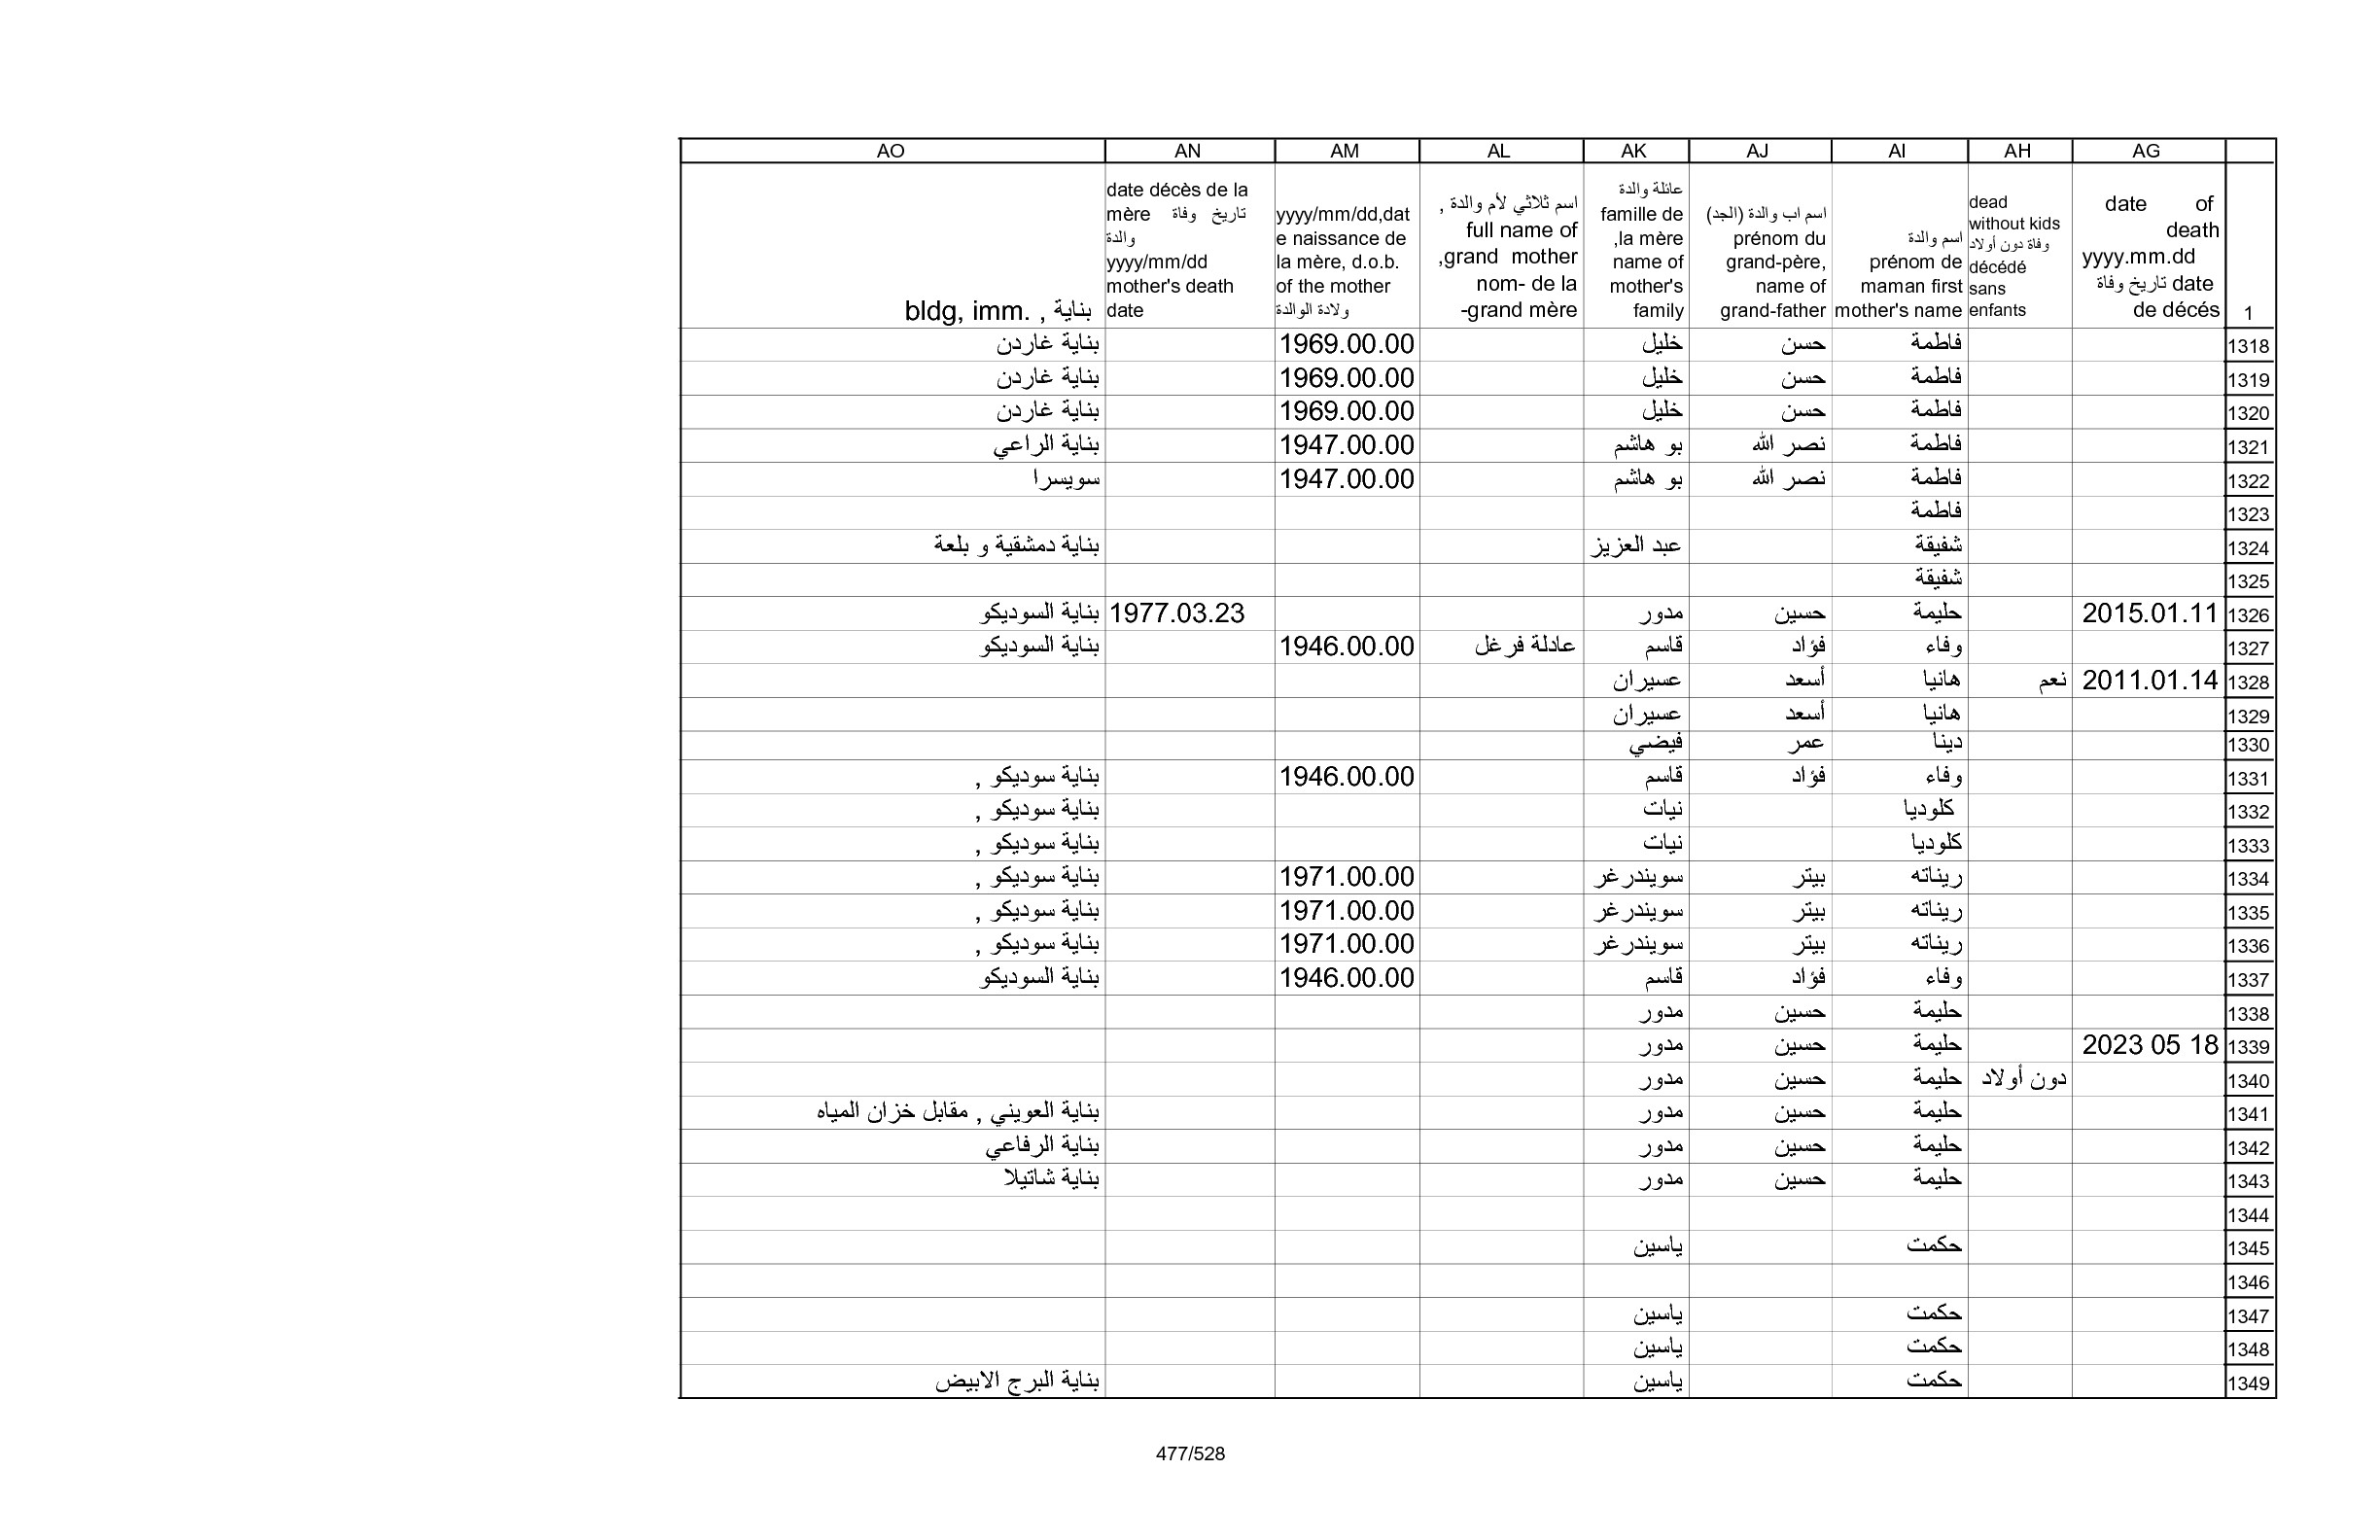 AG AH AI AJ AK AL AM AN AO
1 date of death yyyy.mm.dd تاريخ وفاة date de décés dead without kids وفاة دون أولاد décédé sans enfants اسم والدة prénom de maman first mother's name اسم اب والدة (الجد) prénom du grand-père, name of grand-father عائلة والدة famille de la mère, name of mother's family اسم ثلاثي لأم والدة , full name of grand mother, nom- de la grand mère- yyyy/mm/dd,date naissance de la mère, d.o.b. of the mother ولادة الوالدة date décès de la mère تاريخ وفاة والدة yyyy/mm/dd mother's death date بناية , bldg, imm.
1318 فاطمة حسن خليل 1969.00.00 بناية غاردن
1319 فاطمة حسن خليل 1969.00.00 بناية غاردن
1320 فاطمة حسن خليل 1969.00.00 بناية غاردن
1321 فاطمة نصر الله بو هاشم 1947.00.00 بناية الراعي
1322 فاطمة نصر الله بو هاشم 1947.00.00 سويسرا
1323 فاطمة
1324 شفيقة عبد العزيز بناية دمشقية و بلعة
1325 شفيقة
1326 2015.01.11 حليمة حسين مدور 1977.03.23 بناية السوديكو
1327 وفاء فؤاد قاسم عادلة فرغل 1946.00.00 بناية السوديكو
1328 2011.01.14 نعم هانيا أسعد عسيران
1329 هانيا أسعد عسيران
1330 دينا عمر فيضي
1331 وفاء فؤاد قاسم 1946.00.00 بناية سوديكو ,
1332 كلوديا نيات بناية سوديكو ,
1333 كلوديا نيات بناية سوديكو ,
1334 ريناته بيتر سويندرغر 1971.00.00 بناية سوديكو ,
1335 ريناته بيتر سويندرغر 1971.00.00 بناية سوديكو ,
1336 ريناته بيتر سويندرغر 1971.00.00 بناية سوديكو ,
1337 وفاء فؤاد قاسم 1946.00.00 بناية السوديكو
1338 حليمة حسين مدور
1339 2023 05 18 حليمة حسين مدور
1340 دون أولاد حليمة حسين مدور
1341 حليمة حسين مدور بناية العويني , مقابل خزان المياه
1342 حليمة حسين مدور بناية الرفاعي
1343 حليمة حسين مدور بناية شاتيلا
1344
1345 حكمت ياسين
1346
1347 حكمت ياسين
1348 حكمت ياسين
1349 حكمت ياسين بناية البرج الابيض
477/528